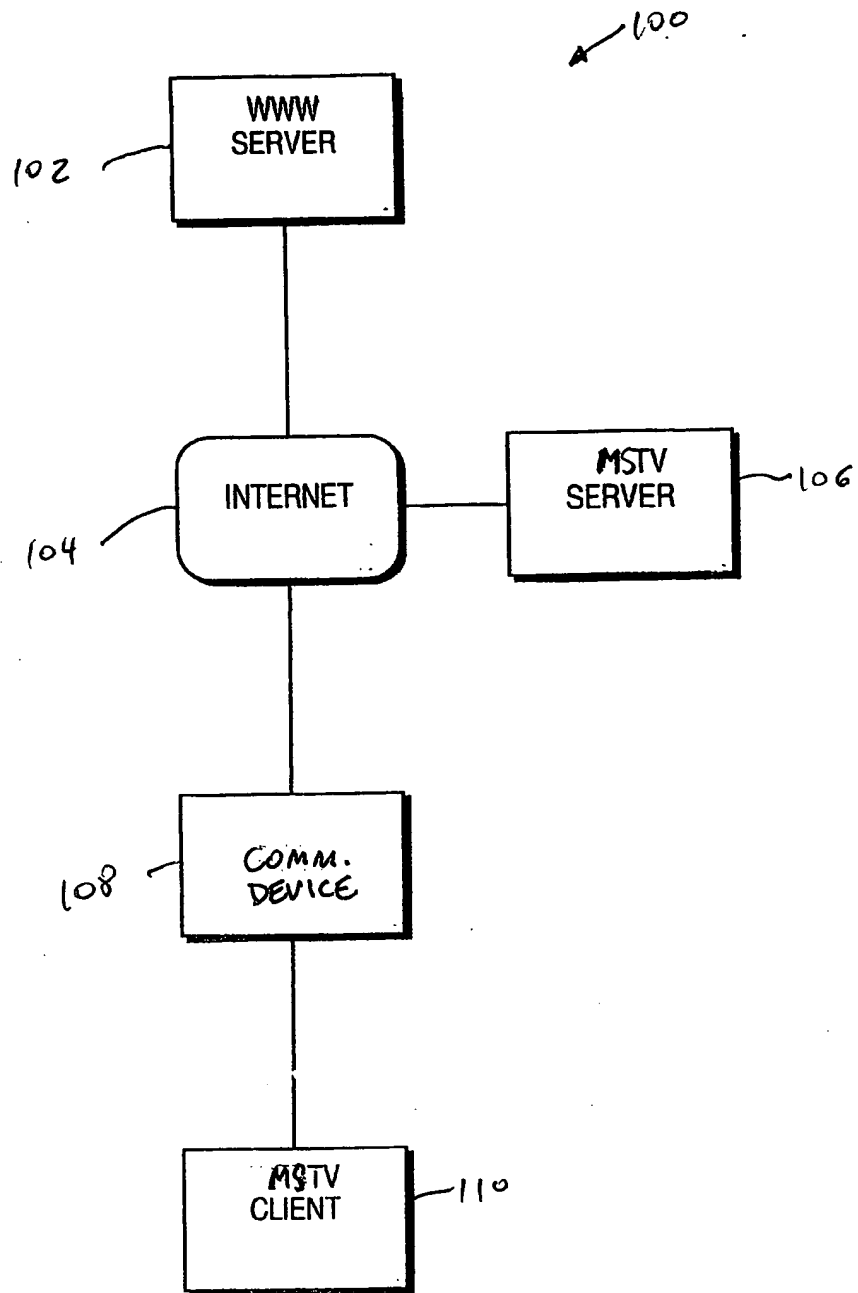 100
WWW
SERVER
102
INTERNET
104
MSTV
SERVER
106
COMM.
DEVICE
108
MSTV
CLIENT
110